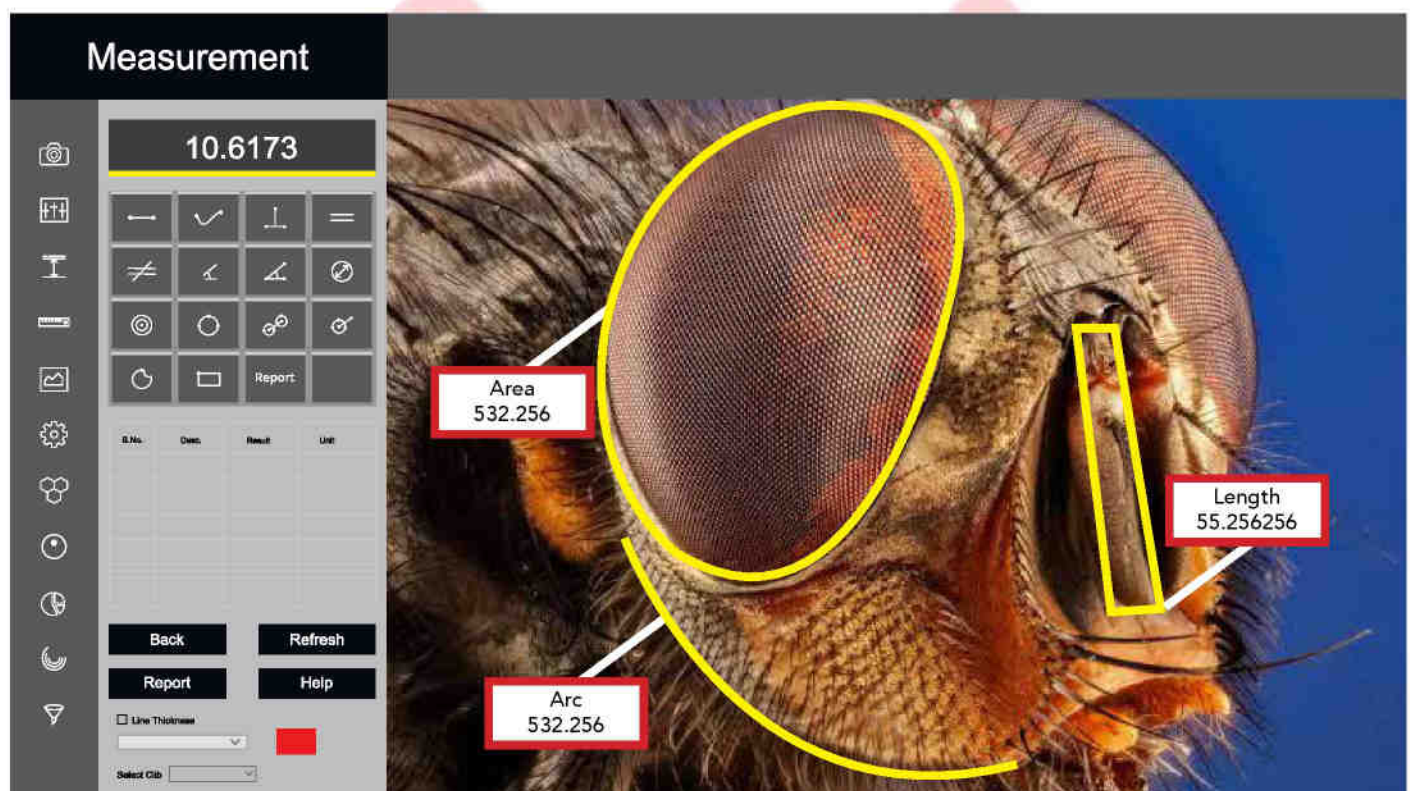 Measurement
10.6173
Report
S.No. Desc. Result Unit
Back Refresh
Report Help
Line Thickness
Select Clib
Area
532.256
Length
55.256256
Arc
532.256